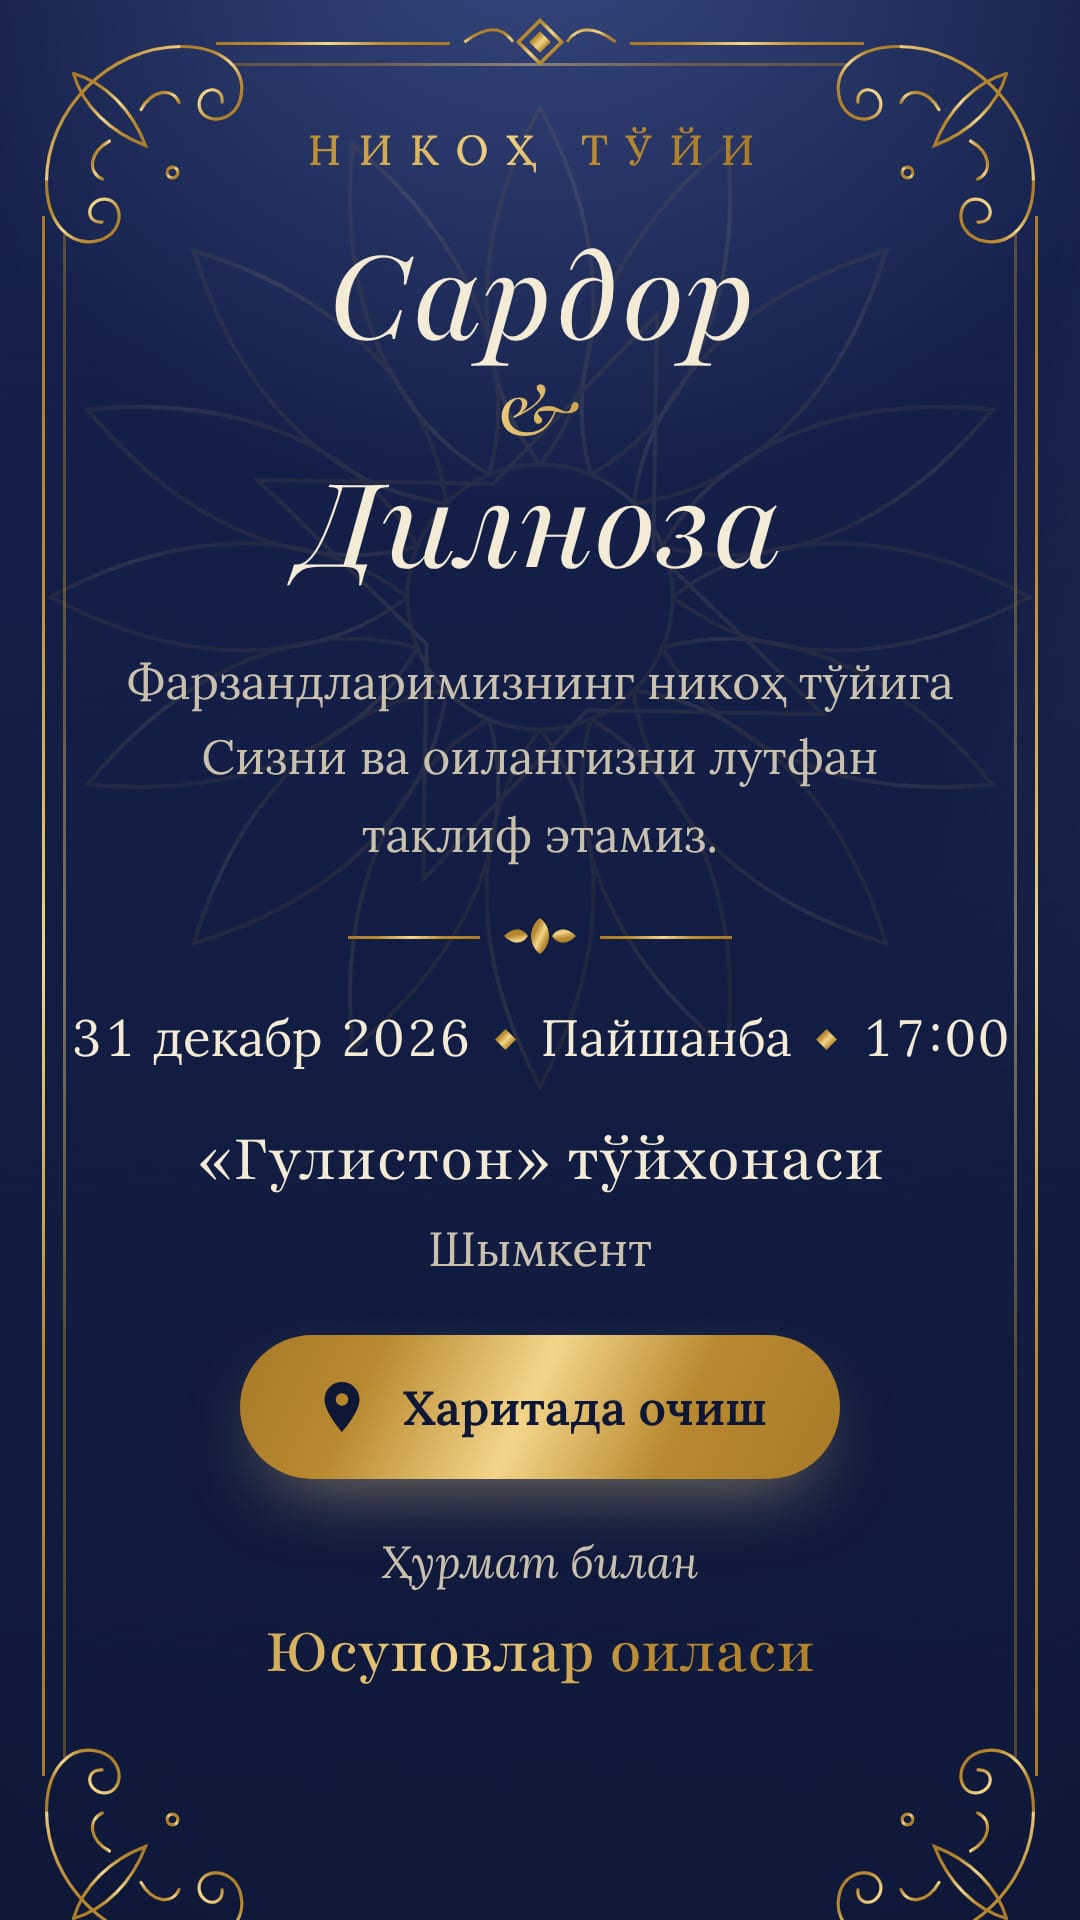 НИКОҲ ТЎЙИ
Сардор
&
Дилноза
Фарзандларимизнинг никоҳ тўйига
Сизни ва оилангизни лутфан
таклиф этамиз.
31 декабр 2026 ◆ Пайшанба ◆ 17:00
«Гулистон» тўйхонаси
Шымкент
Харитада очиш
Ҳурмат билан
Юсуповлар оиласи